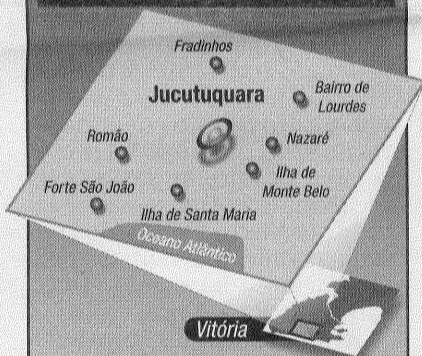 Fradinhos
Jucutuquara
Bairro de
Lourdes
Romão
Nazaré
Ilha de
Monte Belo
Forte São João
Ilha de Santa Maria
Oceano Atlântico
Vitória